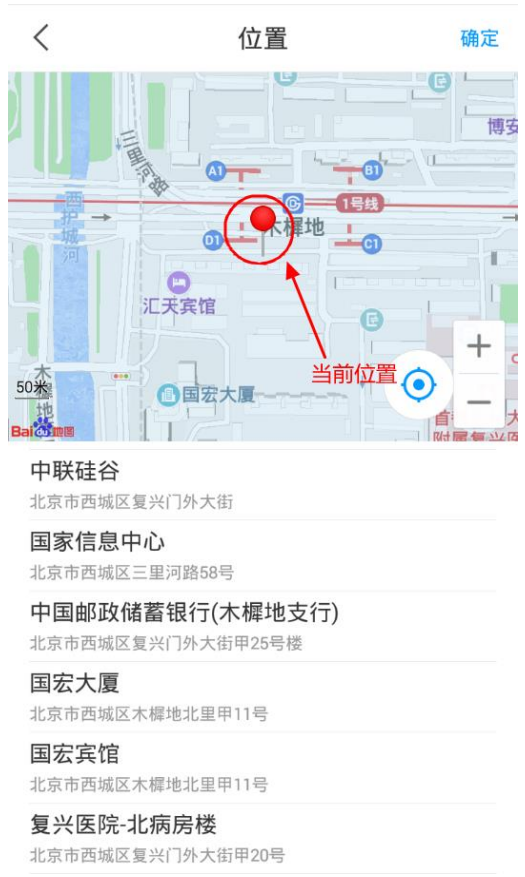 位置
确定
博安
三里河路
A1
B1
1号线
西护城河
木樨地
D1
C1
汇天宾馆
当前位置
50米
木樨地
国宏大厦
Bai地图
+
—
中联硅谷
北京市西城区复兴门外大街
国家信息中心
北京市西城区三里河路58号
中国邮政储蓄银行(木樨地支行)
北京市西城区复兴门外大街甲25号楼
国宏大厦
北京市西城区木樨地北里甲11号
国宏宾馆
北京市西城区木樨地北里甲11号
复兴医院-北病房楼
北京市西城区复兴门外大街甲20号